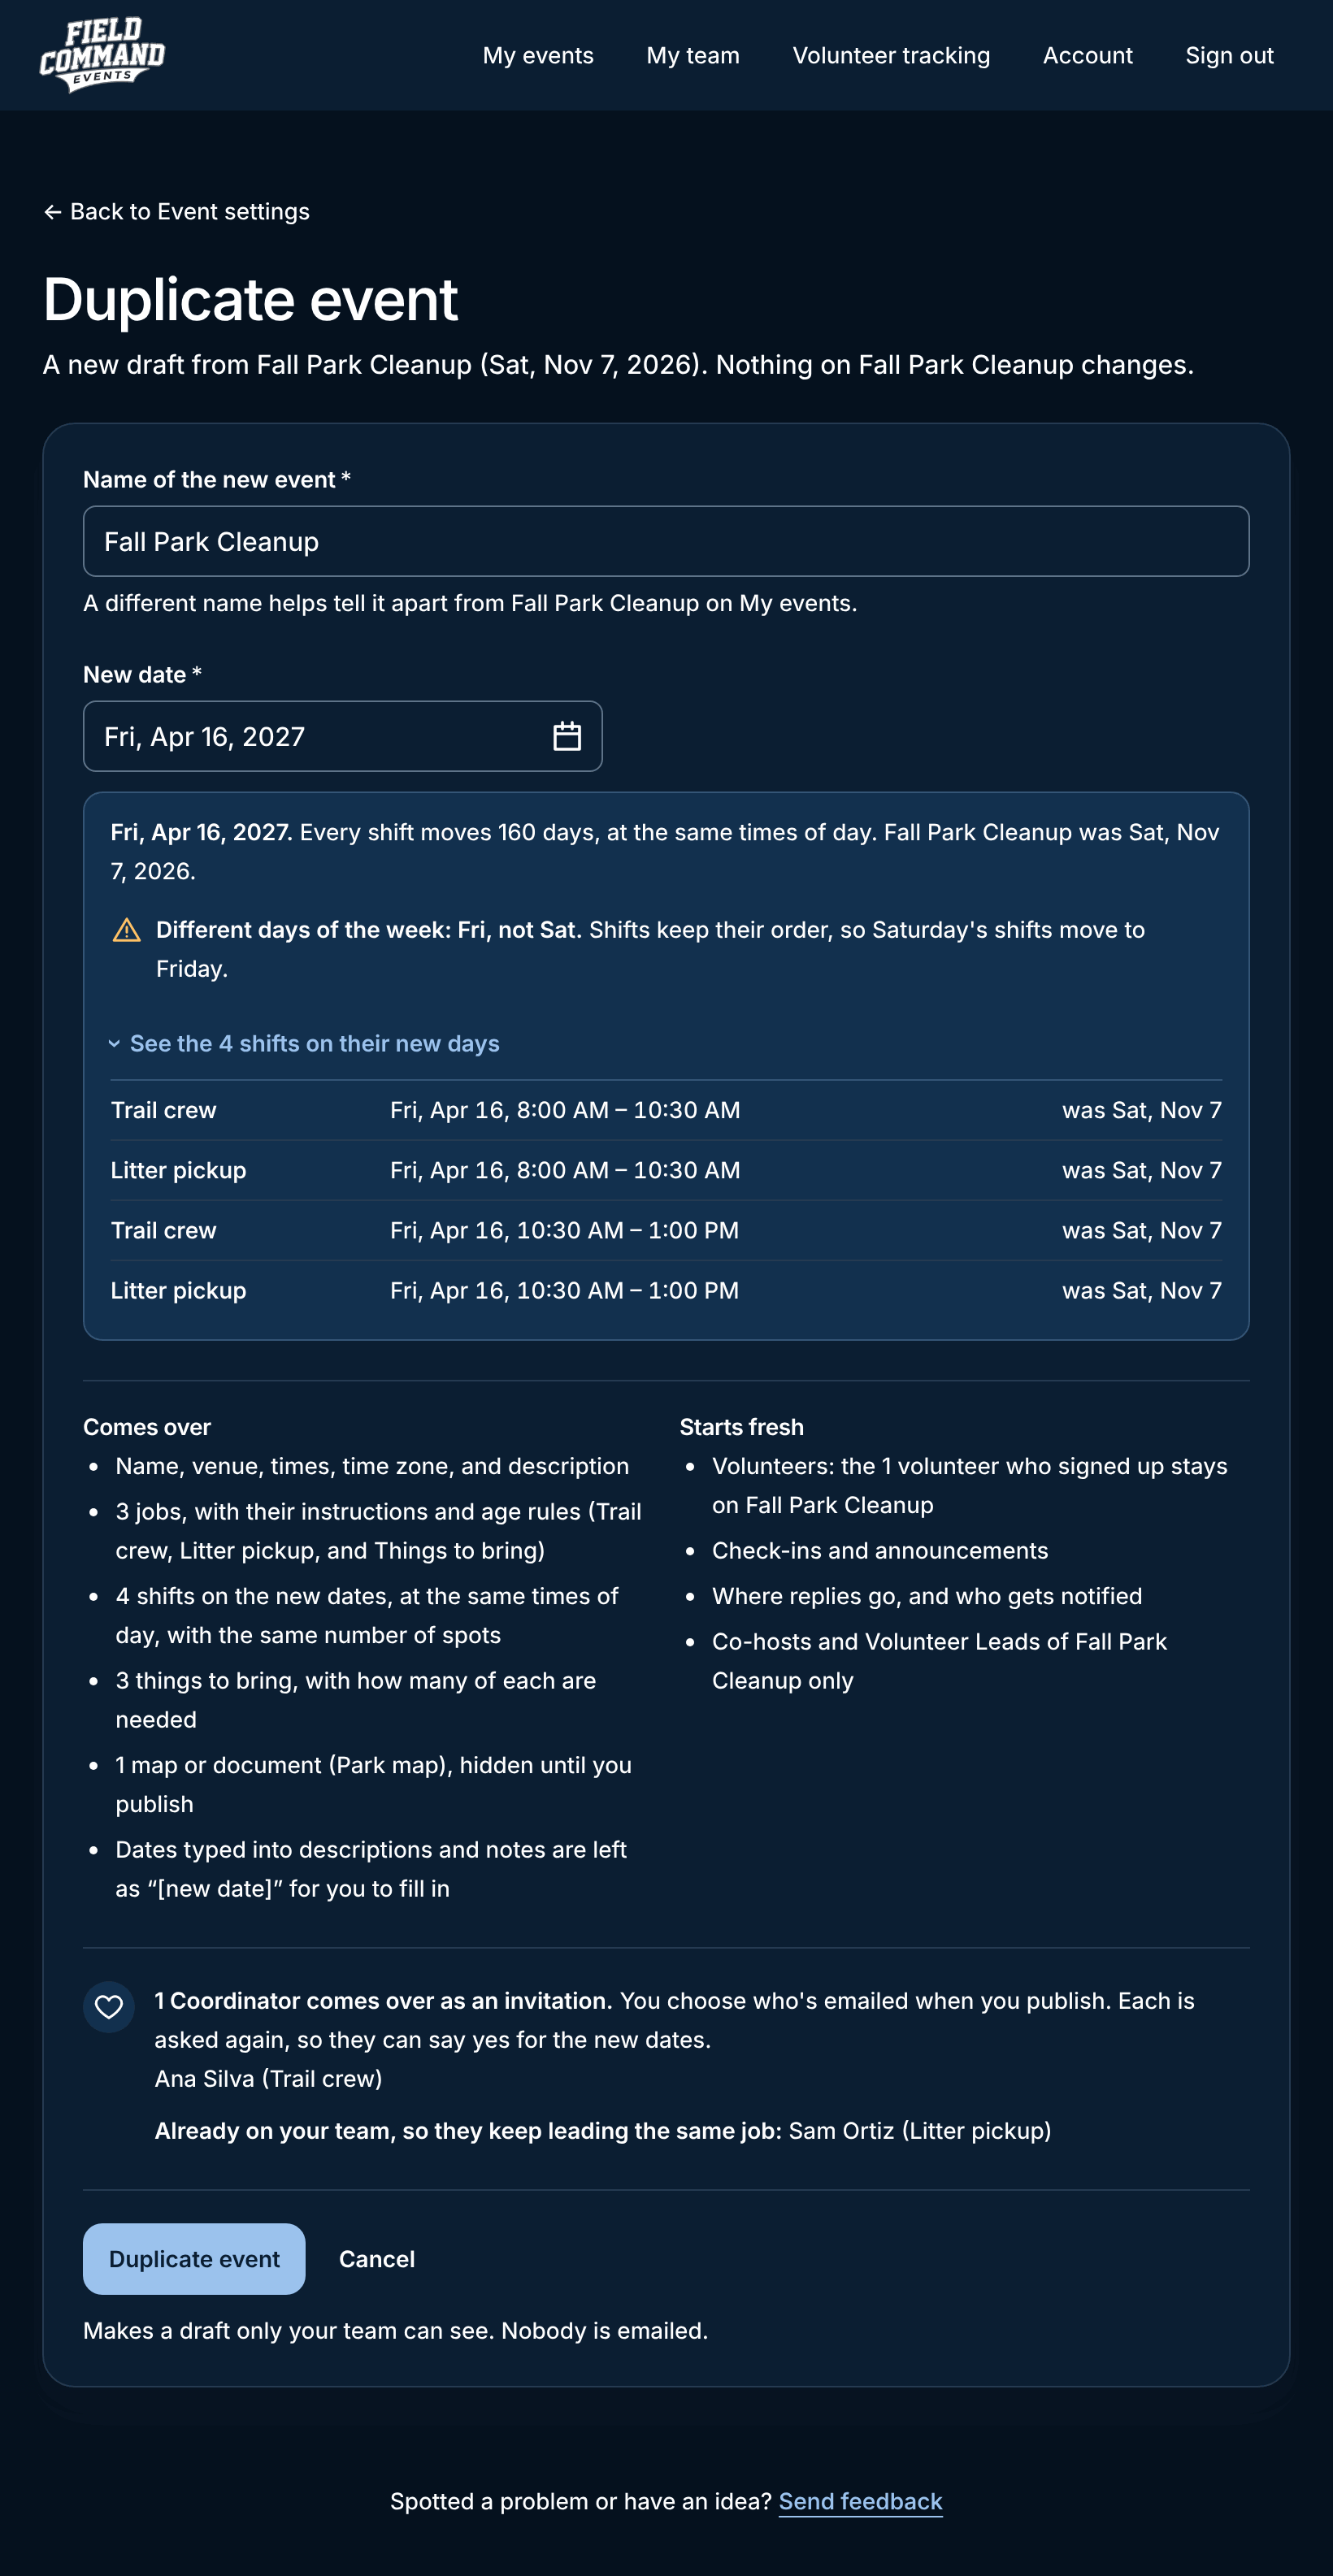 FIELD
COMMAND
EVENTS
My events
My team
Volunteer tracking
Account
Sign out
← Back to Event settings
Duplicate event
A new draft from Fall Park Cleanup (Sat, Nov 7, 2026). Nothing on Fall Park Cleanup changes.
Name of the new event *
Fall Park Cleanup
A different name helps tell it apart from Fall Park Cleanup on My events.
New date *
Fri, Apr 16, 2027
Fri, Apr 16, 2027. Every shift moves 160 days, at the same times of day. Fall Park Cleanup was Sat, Nov
7, 2026.
Different days of the week: Fri, not Sat. Shifts keep their order, so Saturday's shifts move to
Friday.
See the 4 shifts on their new days
Trail crew Fri, Apr 16, 8:00 AM – 10:30 AM was Sat, Nov 7
Litter pickup Fri, Apr 16, 8:00 AM – 10:30 AM was Sat, Nov 7
Trail crew Fri, Apr 16, 10:30 AM – 1:00 PM was Sat, Nov 7
Litter pickup Fri, Apr 16, 10:30 AM – 1:00 PM was Sat, Nov 7
Comes over
• Name, venue, times, time zone, and description
• 3 jobs, with their instructions and age rules (Trail
crew, Litter pickup, and Things to bring)
• 4 shifts on the new dates, at the same times of
day, with the same number of spots
• 3 things to bring, with how many of each are
needed
• 1 map or document (Park map), hidden until you
publish
• Dates typed into descriptions and notes are left
as “[new date]” for you to fill in
Starts fresh
• Volunteers: the 1 volunteer who signed up stays
on Fall Park Cleanup
• Check-ins and announcements
• Where replies go, and who gets notified
• Co-hosts and Volunteer Leads of Fall Park
Cleanup only
1 Coordinator comes over as an invitation. You choose who's emailed when you publish. Each is
asked again, so they can say yes for the new dates.
Ana Silva (Trail crew)
Already on your team, so they keep leading the same job: Sam Ortiz (Litter pickup)
Duplicate event
Cancel
Makes a draft only your team can see. Nobody is emailed.
Spotted a problem or have an idea? Send feedback